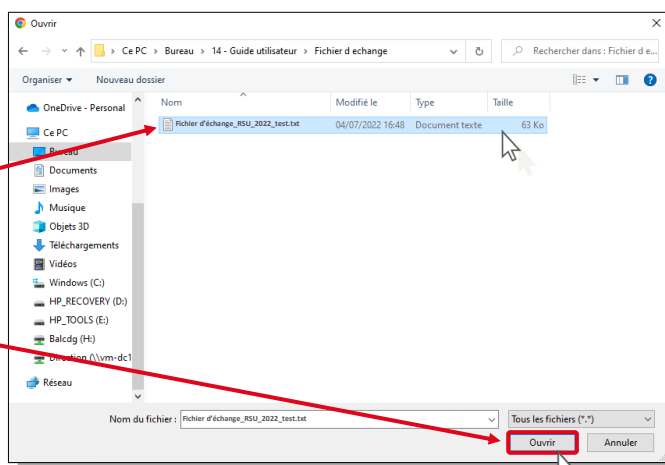 Ouvrir
Ce PC > Bureau > 14 - Guide utilisateur > Fichier d echange
Rechercher dans : Fichier d e...
Organiser
Nouveau dossier
Nom
Modifié le
Type
Taille
Fichier d'échange_RSU_2022_test.txt
04/07/2022 16:48
Document texte
63 Ko
OneDrive - Personal
Ce PC
Bureau
Documents
Images
Musique
Objets 3D
Téléchargements
Vidéos
Windows (C:)
HP_RECOVERY (D:)
HP_TOOLS (E:)
Balcdg (H:)
Direction (\\vm-dc1
Réseau
Nom du fichier :
Fichier d'échange_RSU_2022_test.txt
Tous les fichiers (*.*)
Ouvrir
Annuler